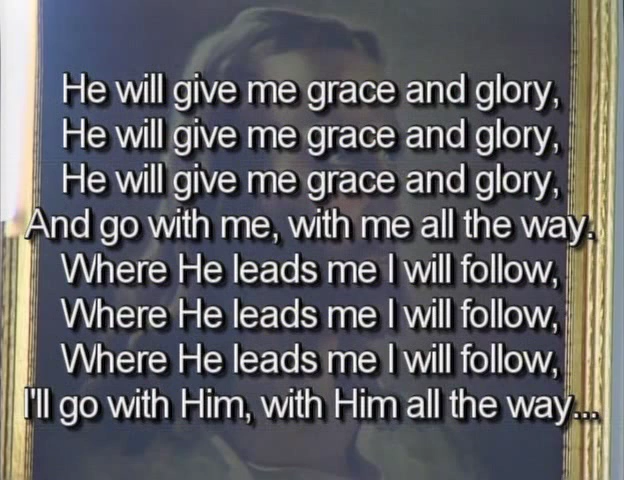 He will give me grace and glory,
He will give me grace and glory,
He will give me grace and glory,
And go with me, with me all the way.
Where He leads me I will follow,
Where He leads me I will follow,
Where He leads me I will follow,
I'll go with Him, with Him all the way...